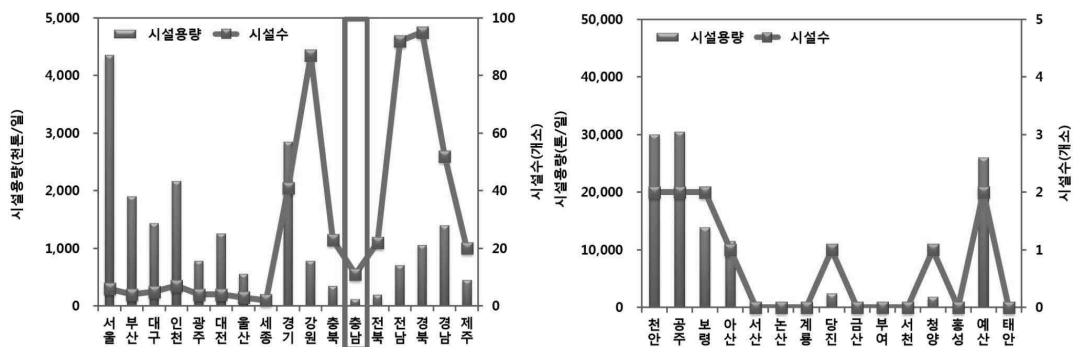 5,000
4,000
3,000
2,000
1,000
0
시설용량(천톤/일)
시설용량
시설수
100
80
60
40
20
0
시설수(개소)
서울 부산 대구 인천 광주 대전 울산 세종 경기 강원 충북 충남 전북 전남 경북 경남 제주
50,000
40,000
30,000
20,000
10,000
0
시설용량(톤/일)
시설용량
시설수
5
4
3
2
1
0
시설수(개소)
천안 공주 보령 아산 서산 논산 계룡 당진 금산 부여 서천 청양 홍성 예산 태안